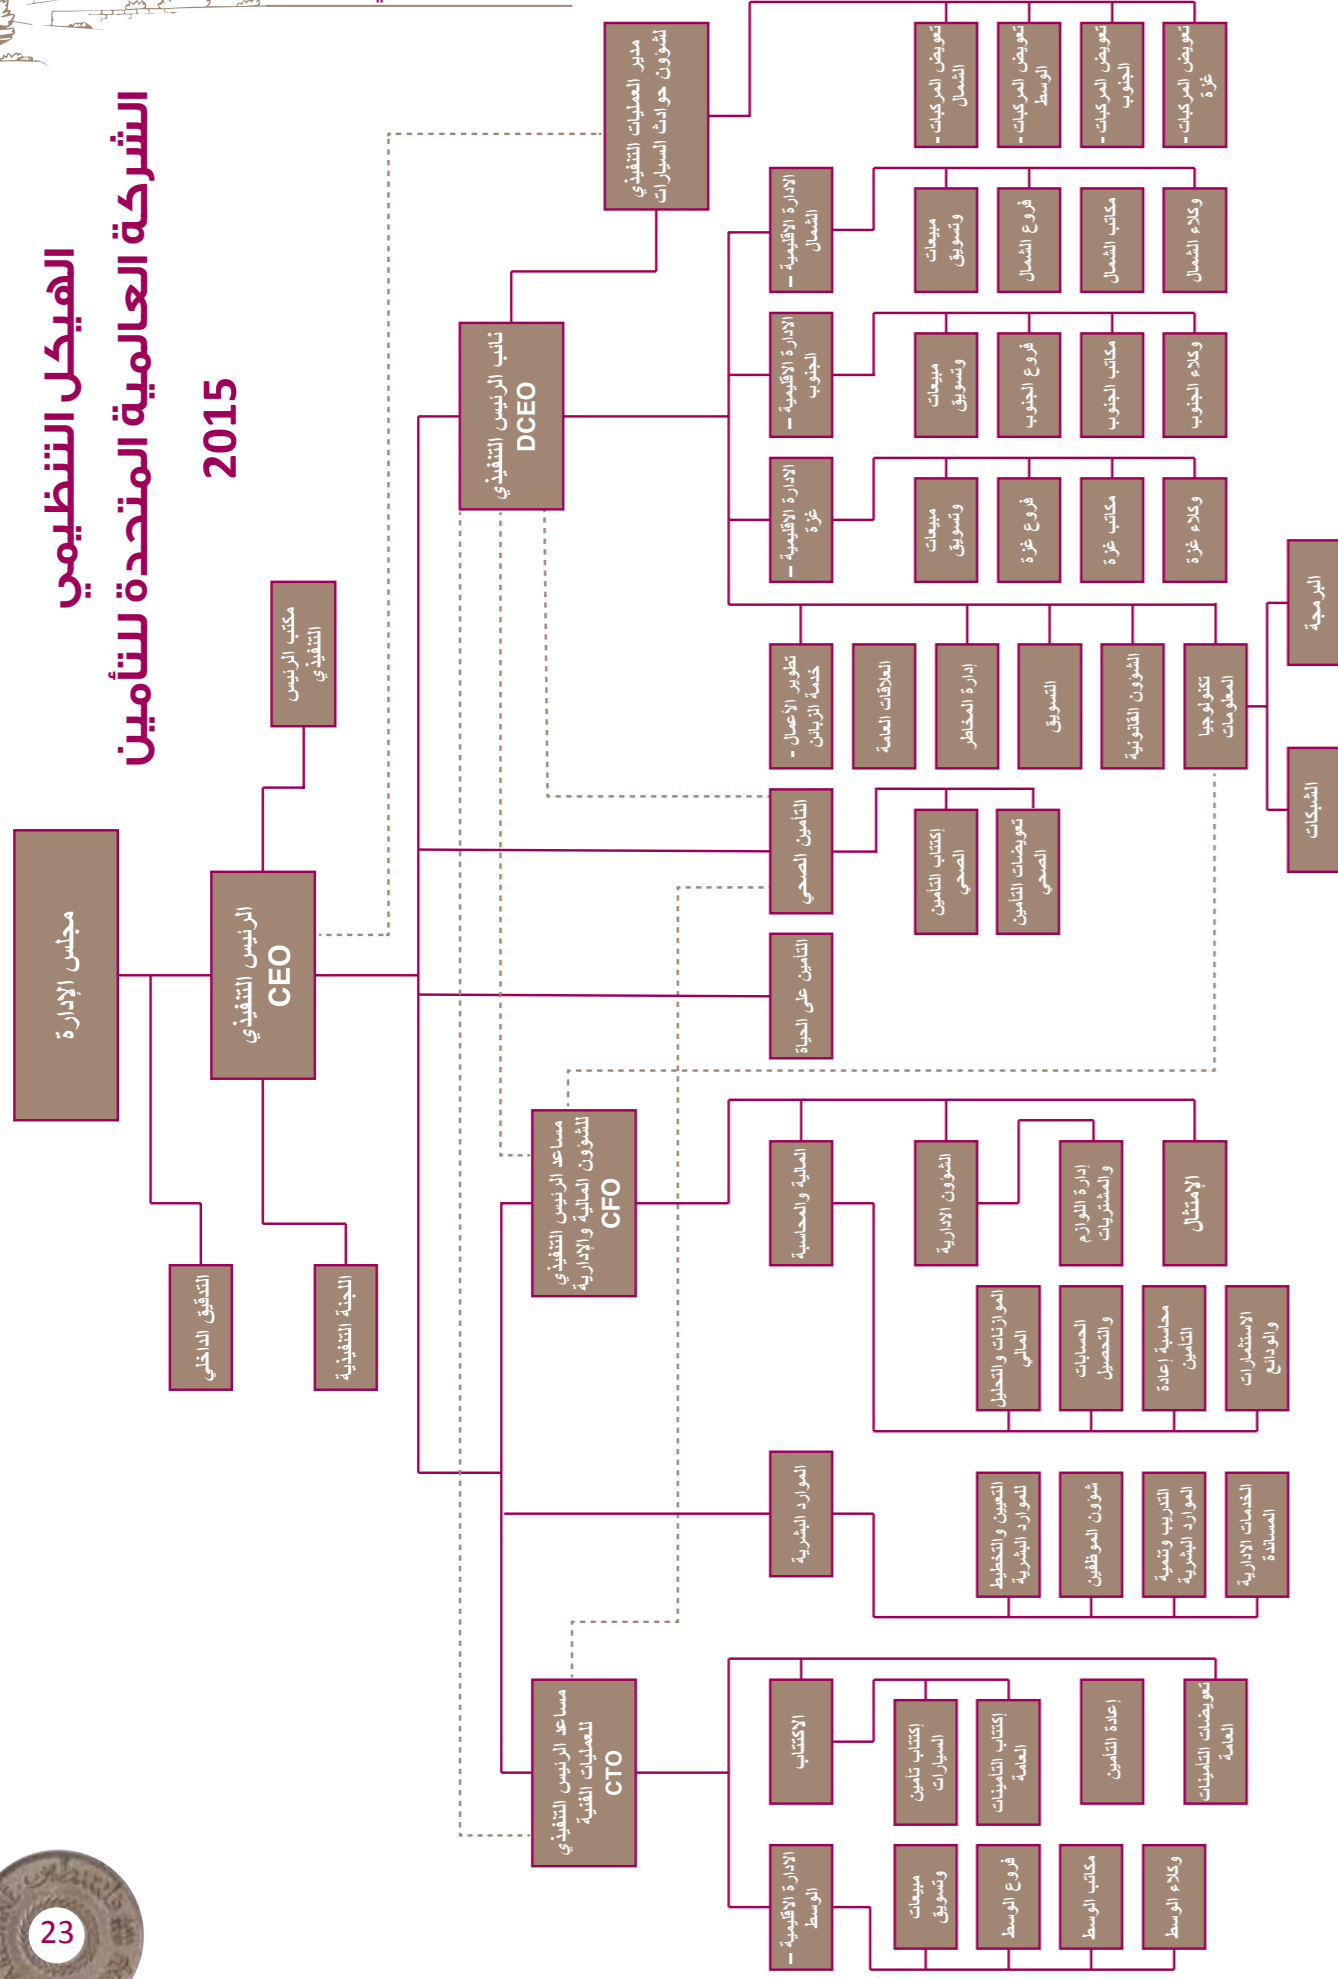 الهيكل التنظيمي
الشركة العالمية المتحدة للتأمين
2015
مجلس الإدارة
التدقيق الداخلي
الرئيس التنفيذي
CEO
مكتب الرئيس
التنفيذي
اللجنة التنفيذية
نائب الرئيس التنفيذي
DCEO
مدير العمليات التنفيذي
لشؤون حوادث السيارات
مساعد الرئيس التنفيذي
للعمليات الفنية
CTO
مساعد الرئيس التنفيذي
للشؤون المالية والإدارية
CFO
الادارة الاقليمية –
الوسط
الاكتتاب
الموارد البشرية
المالية والمحاسبة
التأمين على الحياة
التأمين الصحي
تطوير الأعمال -
خدمة الزبائن
الادارة الاقليمية –
غزة
الادارة الاقليمية –
الجنوب
الادارة الاقليمية –
الشمال
مبيعات
وتسويق
فروع الوسط
مكاتب الوسط
وكلاء الوسط
إكتتاب تأمين
السيارات
إكتتاب التأمينات
العامة
إعادة التأمين
تعويضات التأمينات
العامة
التعيين والتخطيط
للموارد البشرية
شؤون الموظفين
التدريب وتنمية
الموارد البشرية
الخدمات الادارية
المساندة
الموازنات والتحليل
المالي
الحسابات
والتحصيل
محاسبة إعادة
التأمين
الاستثمارات
والودائع
الشؤون الادارية
إدارة اللوازم
والمشتريات
الإمتثال
إكتتاب التأمين
الصحي
تعويضات التأمين
الصحي
العلاقات العامة
إدارة المخاطر
التسويق
الشؤون القانونية
تكنولوجيا
المعلومات
الشبكات
البرمجة
مبيعات
وتسويق
فروع غزة
مكاتب غزة
وكلاء غزة
مبيعات
وتسويق
فروع الجنوب
مكاتب الجنوب
وكلاء الجنوب
مبيعات
وتسويق
فروع الشمال
مكاتب الشمال
وكلاء الشمال
تعويض المركبات -
الشمال
تعويض المركبات -
الوسط
تعويض المركبات -
الجنوب
تعويض المركبات -
غزة
23